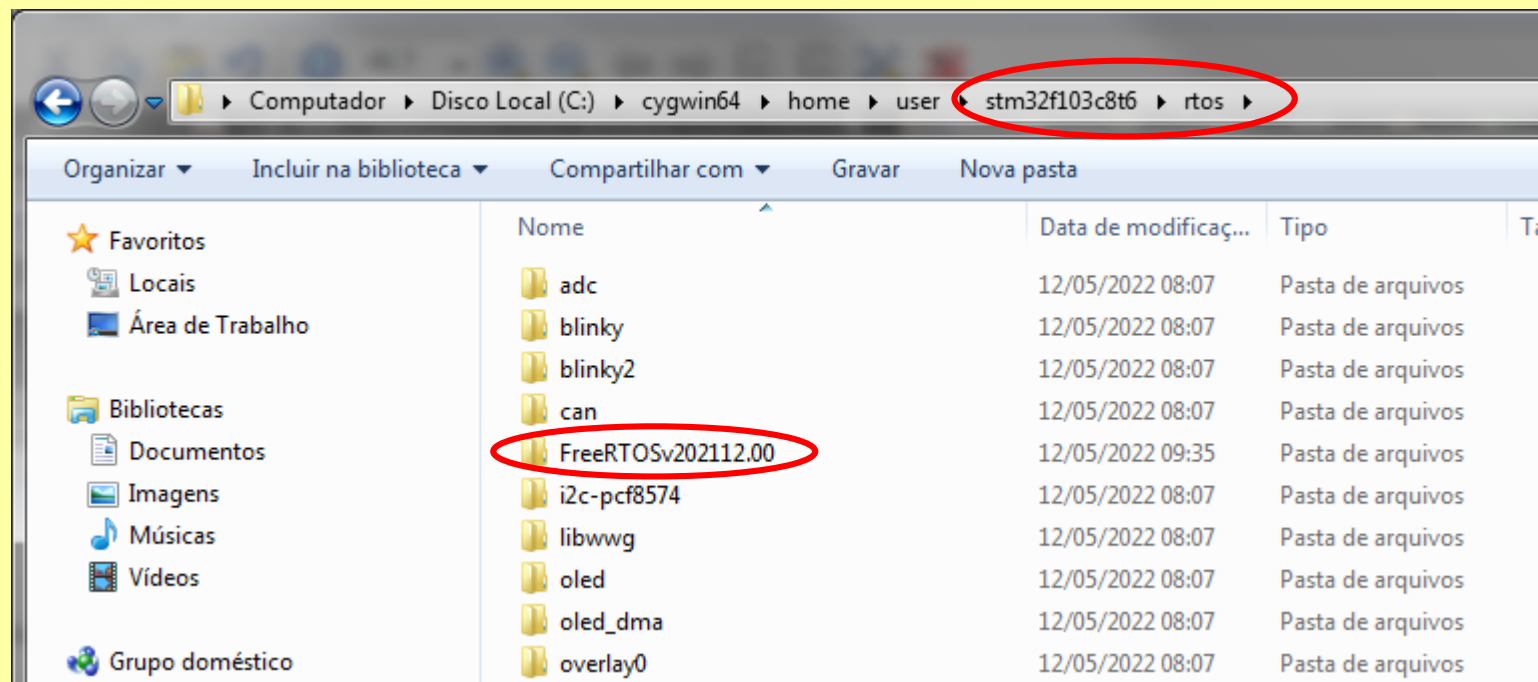 Computador Disco Local (C:) cygwin64 home user stm32f103c8t6 rtos
Organizar Incluir na biblioteca Compartilhar com Gravar Nova pasta
Favoritos
Locais
Área de Trabalho
Bibliotecas
Documentos
Imagens
Músicas
Vídeos
Grupo doméstico
Nome Data de modificaç... Tipo Ta
adc 12/05/2022 08:07 Pasta de arquivos
blinky 12/05/2022 08:07 Pasta de arquivos
blinky2 12/05/2022 08:07 Pasta de arquivos
can 12/05/2022 08:07 Pasta de arquivos
FreeRTOSv202112.00 12/05/2022 09:35 Pasta de arquivos
i2c-pcf8574 12/05/2022 08:07 Pasta de arquivos
libwwg 12/05/2022 08:07 Pasta de arquivos
oled 12/05/2022 08:07 Pasta de arquivos
oled_dma 12/05/2022 08:07 Pasta de arquivos
overlay0 12/05/2022 08:07 Pasta de arquivos